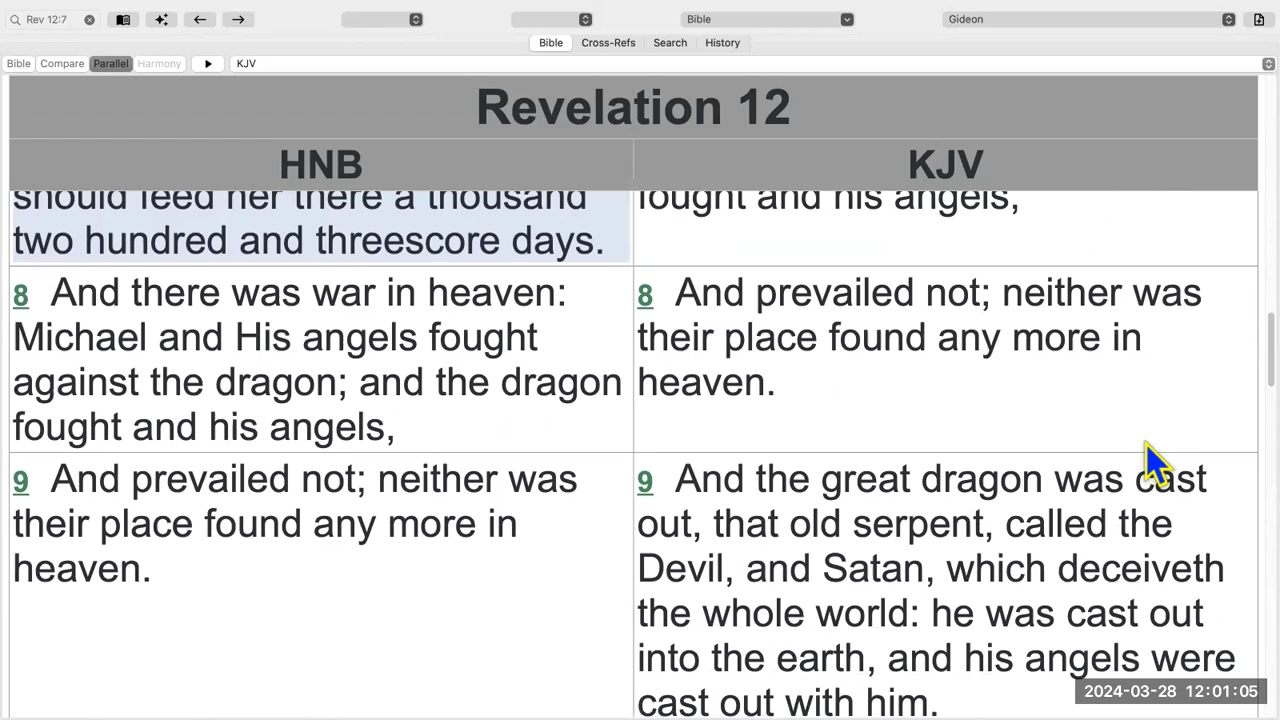 Rev 12:7 Bible Gideon
Bible Cross-Refs Search History
Bible Compare Parallel Harmony KJV
Revelation 12
HNB KJV
should feed her there a thousand
two hundred and threescore days.
fought and his angels,
8 And there was war in heaven:
Michael and His angels fought
against the dragon; and the dragon
fought and his angels,
8 And prevailed not; neither was
their place found any more in
heaven.
9 And prevailed not; neither was
their place found any more in
heaven.
9 And the great dragon was cast
out, that old serpent, called the
Devil, and Satan, which deceiveth
the whole world: he was cast out
into the earth, and his angels were
cast out with him.
2024-03-28 12:01:05